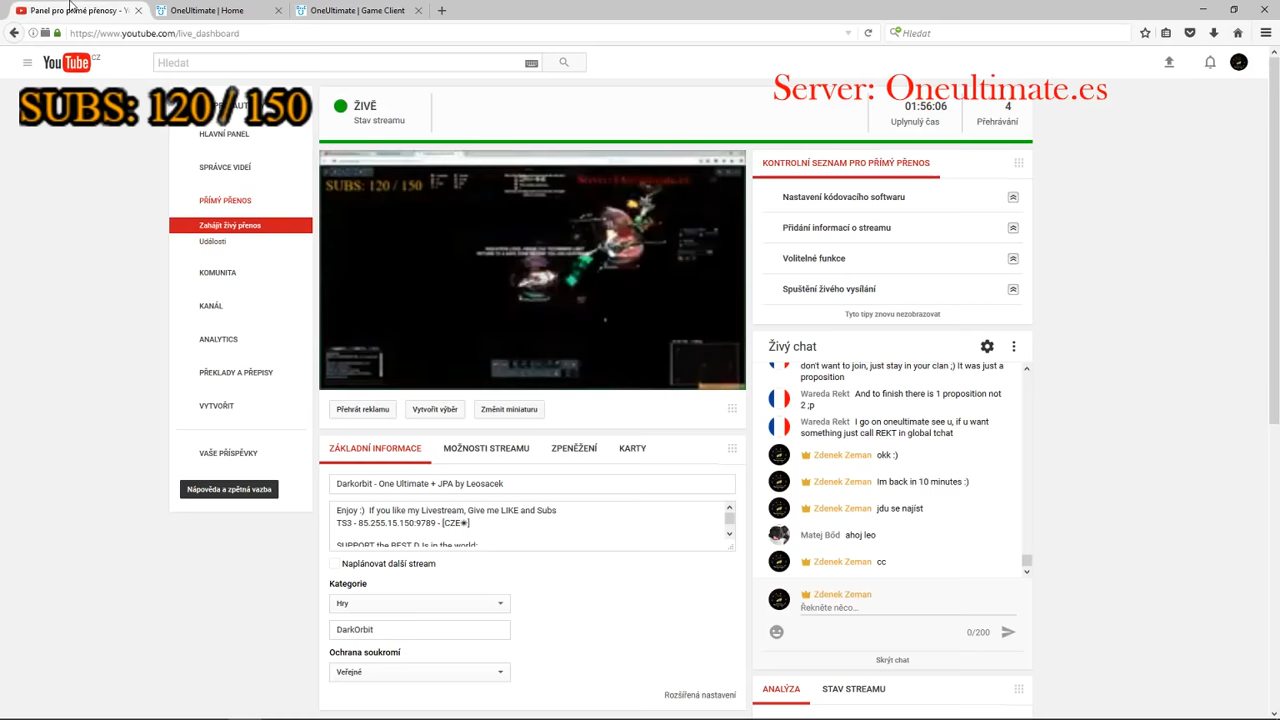 Panel pro přímé přenosy - Y
OneUltimate | Home
OneUltimate | Game Client
https://www.youtube.com/live_dashboard
Hledat
YouTube CZ
Hledat
SUBS: 120 / 150
Server: Oneultimate.es
HLAVNÍ PANEL
SPRÁVCE VIDEÍ
PŘÍMÝ PŘENOS
Zahájit živý přenos
Události
KOMUNITA
KANÁL
ANALYTICS
PŘEKLADY A PŘEPISY
VYTVOŘIT
VAŠE PŘÍSPĚVKY
Nápověda a zpětná vazba
ŽIVĚ
Stav streamu
01:56:06
Uplynulý čas
4
Přehrávání
SUBS: 120 / 150
Přehrát reklamu
Vytvořit výběr
Změnit miniaturu
ZÁKLADNÍ INFORMACE
MOŽNOSTI STREAMU
ZPENĚŽENÍ
KARTY
Darkorbit - One Ultimate + JPA by Leosacek
Enjoy :) If you like my Livestream, Give me LIKE and Subs
TS3 - 85.255.15.150:9789 - [CZE✷]
SUPPORT the BEST DJs in the world:
Naplánovat další stream
Kategorie
Hry
DarkOrbit
Ochrana soukromí
Veřejné
Rozšířená nastavení
KONTROLNÍ SEZNAM PRO PŘÍMÝ PŘENOS
Nastavení kódovacího softwaru
Přidání informací o streamu
Volitelné funkce
Spuštění živého vysílání
Tyto tipy znovu nezobrazovat
Živý chat
don't want to join, just stay in your clan ;) It was just a
proposition
Wareda Rekt And to finish there is 1 proposition not
2 ;p
Wareda Rekt I go on oneultimate see u, if u want
something just call REKT in global tchat
Zdenek Zeman okk :)
Zdenek Zeman Im back in 10 minutes :)
Zdenek Zeman jdu se najíst
Matej Bőd ahoj leo
Zdenek Zeman cc
Zdenek Zeman
Řekněte něco...
0/200
Skrýt chat
ANALÝZA
STAV STREAMU